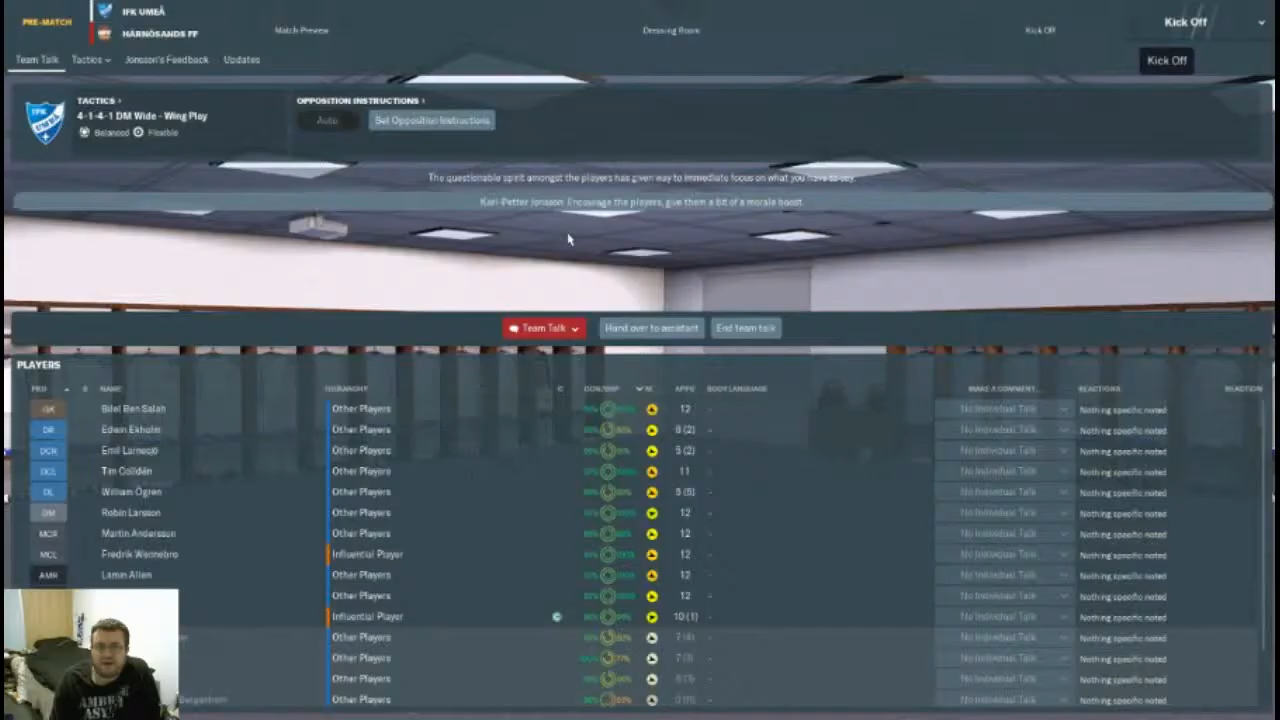 PRE-MATCH
IFK UMEÅ
HÄRNÖSANDS FF
Match Preview
Dressing Room
Kick Off
Kick Off
Team Talk
Tactics
Jonsson's Feedback
Updates
Kick Off
TACTICS
4-1-4-1 DM Wide - Wing Play
Balanced
Flexible
OPPOSITION INSTRUCTIONS
Auto
Set Opposition Instructions
The questionable spirit amongst the players has given way to immediate focus on what you have to say.
Karl-Petter Jonsson: Encourage the players, give them a bit of a morale boost.
Team Talk
Hand over to assistant
End team talk
PLAYERS
NAME HIERARCHY C APPS BODY LANGUAGE MAKE A COMMENT... REACTIONS REACTION
GK Bilel Ben Salah Other Players 12 - No Individual Talk Nothing specific noted
DR Edwin Ekholm Other Players 6 (2) - No Individual Talk Nothing specific noted
DCR Emil Larnesjö Other Players 5 (2) - No Individual Talk Nothing specific noted
DCL Tim Colldén Other Players 11 - No Individual Talk Nothing specific noted
DL William Ögren Other Players 5 (5) - No Individual Talk Nothing specific noted
DM Robin Larsson Other Players 12 - No Individual Talk Nothing specific noted
MCR Martin Andersson Other Players 12 - No Individual Talk Nothing specific noted
MCL Fredrik Wennebro Influential Player 12 - No Individual Talk Nothing specific noted
AMR Lamin Allen Other Players 12 - No Individual Talk Nothing specific noted
Other Players 12 - No Individual Talk Nothing specific noted
Influential Player 10 (1) - No Individual Talk Nothing specific noted
Other Players - No Individual Talk Nothing specific noted
Other Players - No Individual Talk Nothing specific noted
Other Players - No Individual Talk Nothing specific noted
Other Players - No Individual Talk Nothing specific noted